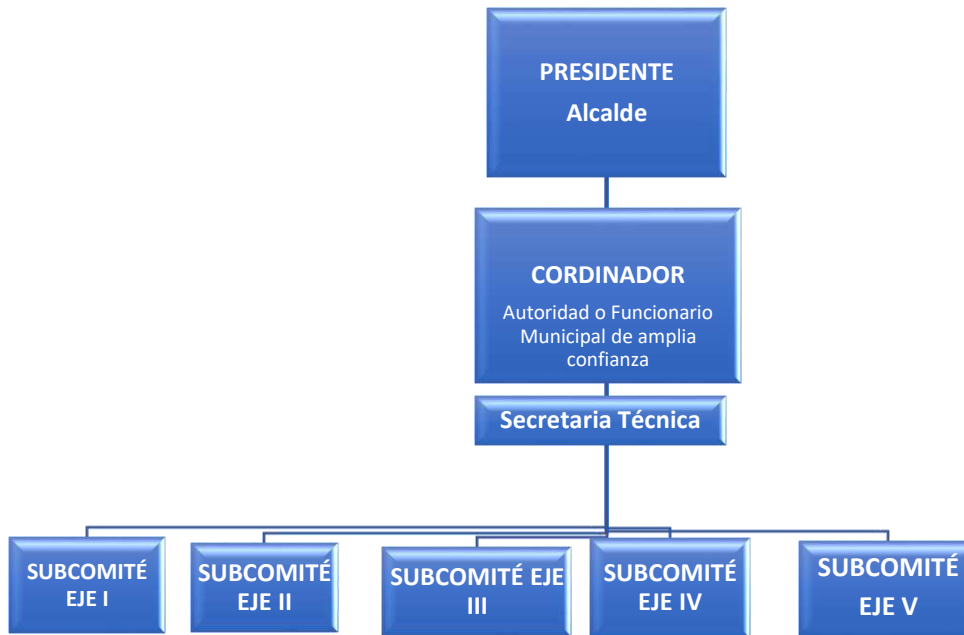 PRESIDENTE
Alcalde
CORDINADOR
Autoridad o Funcionario
Municipal de amplia
confianza
Secretaria Técnica
SUBCOMITÉ
EJE I
SUBCOMITÉ
EJE II
SUBCOMITÉ EJE
III
SUBCOMITÉ
EJE IV
SUBCOMITÉ
EJE V